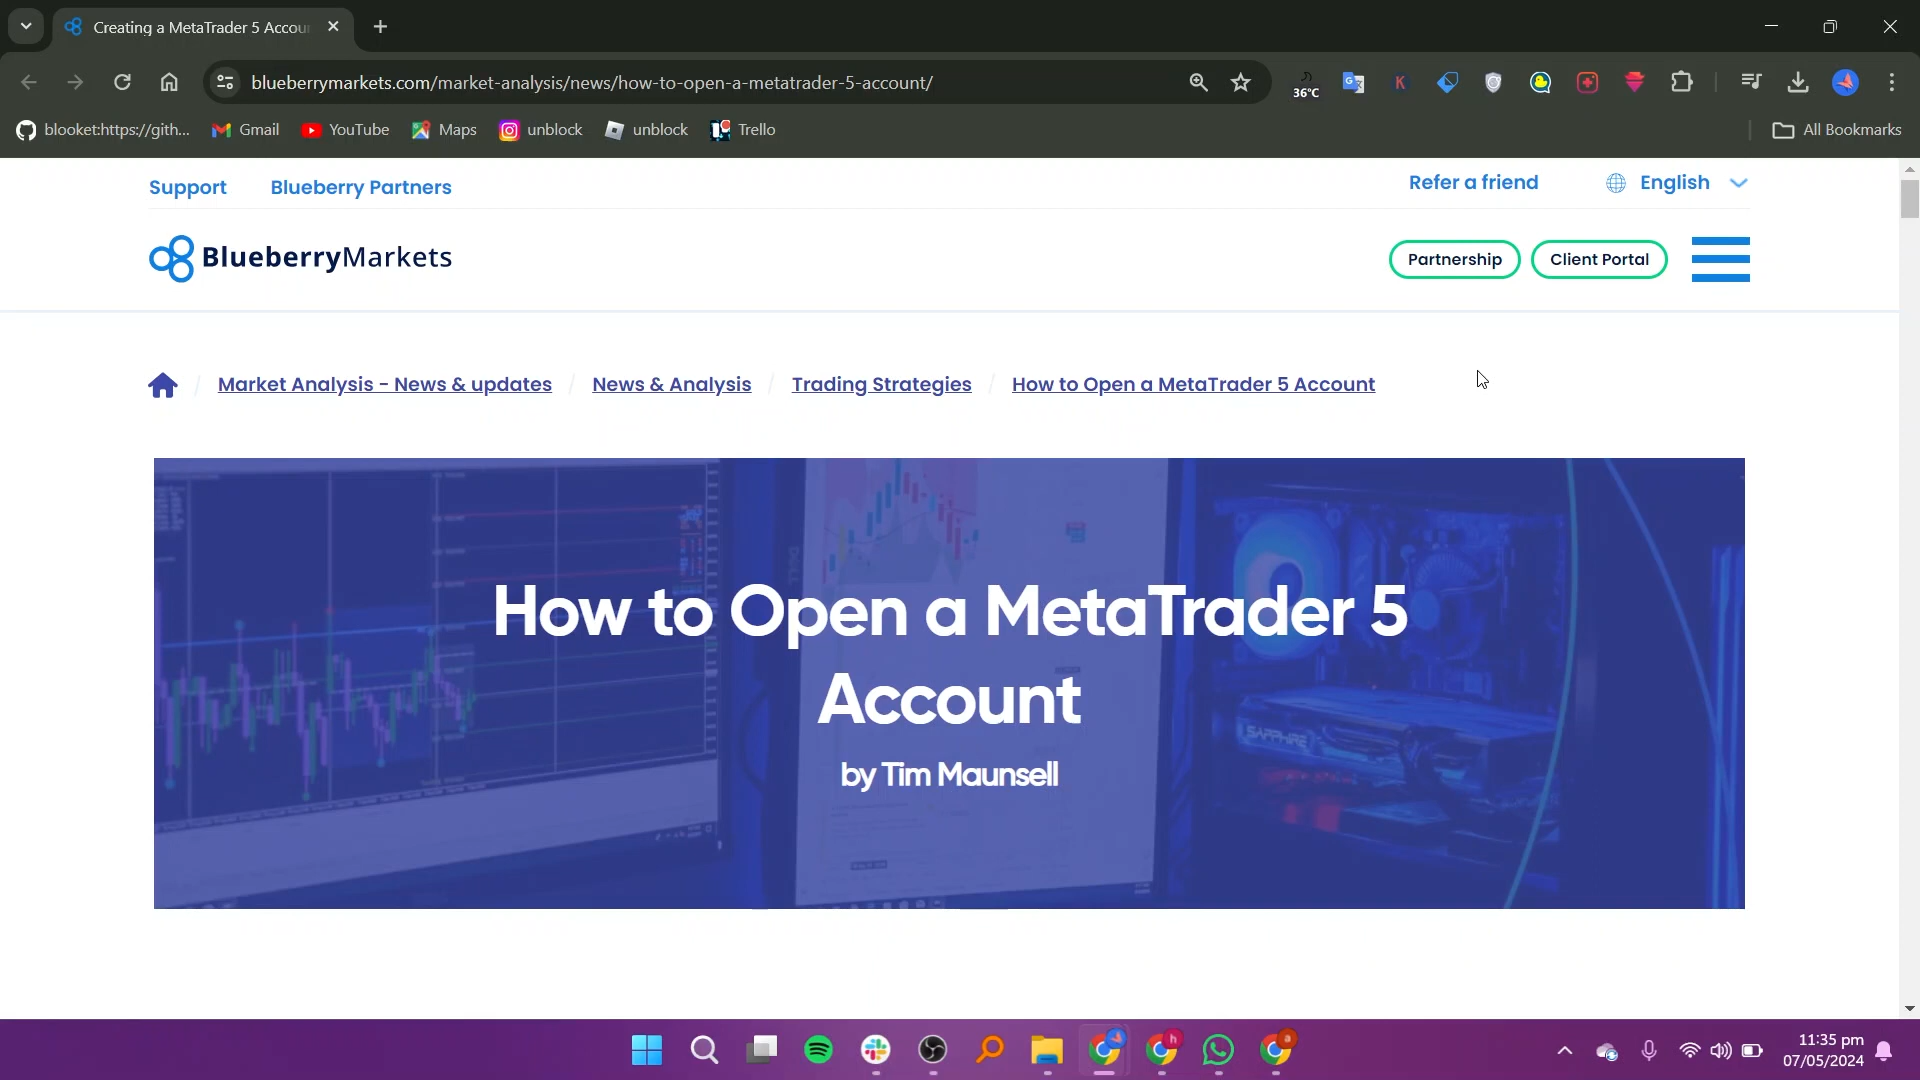 Creating a MetaTrader 5 Accou
blueberrymarkets.com/market-analysis/news/how-to-open-a-metatrader-5-account/
36°C
blooket:https://gith...
Gmail
YouTube
Maps
unblock
unblock
Trello
All Bookmarks
Support
Blueberry Partners
Refer a friend
English
BlueberryMarkets
Partnership
Client Portal
Market Analysis - News & updates
News & Analysis
Trading Strategies
How to Open a MetaTrader 5 Account
How to Open a MetaTrader 5
Account
by Tim Maunsell
SAPPHIRE
11:35 pm
07/05/2024